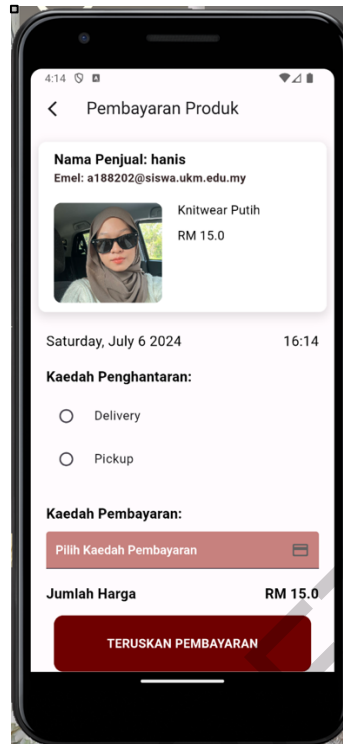 4:14
Pembayaran Produk
Nama Penjual: hanis
Emel: a188202@siswa.ukm.edu.my
Knitwear Putih
RM 15.0
Saturday, July 6 2024 16:14
Kaedah Penghantaran:
Delivery
Pickup
Kaedah Pembayaran:
Pilih Kaedah Pembayaran
Jumlah Harga RM 15.0
TERUSKAN PEMBAYARAN